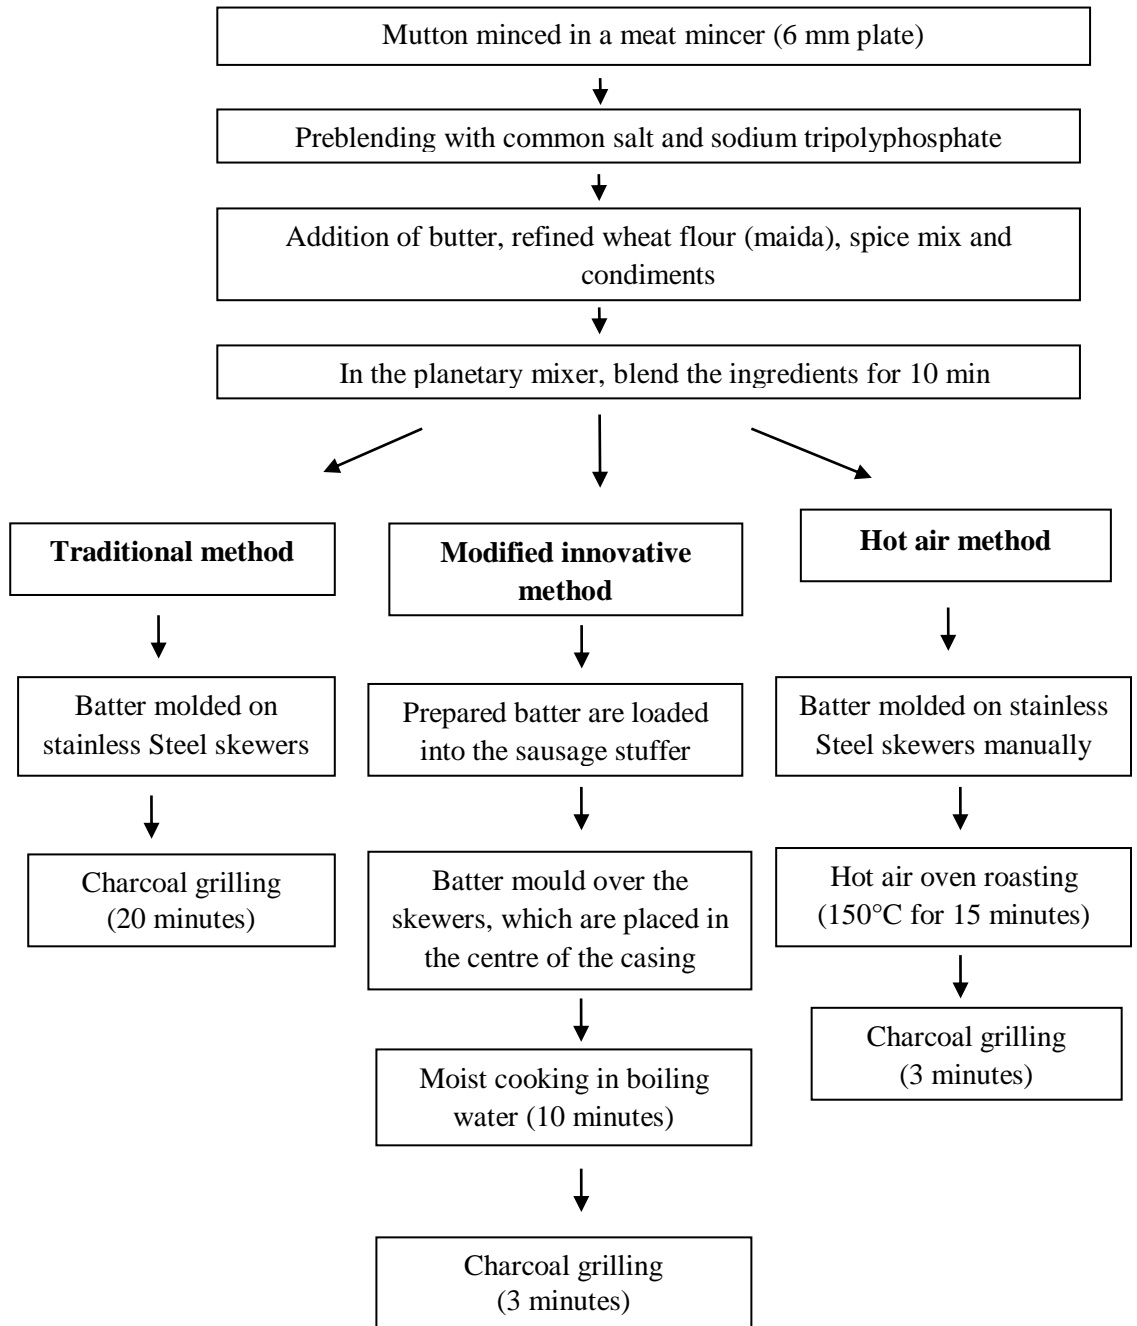 Mutton minced in a meat mincer (6 mm plate)
Preblending with common salt and sodium tripolyphosphate
Addition of butter, refined wheat flour (maida), spice mix and
condiments
In the planetary mixer, blend the ingredients for 10 min
Traditional method
Batter molded on
stainless Steel skewers
Charcoal grilling
(20 minutes)
Modified innovative
method
Prepared batter are loaded
into the sausage stuffer
Batter mould over the
skewers, which are placed in
the centre of the casing
Moist cooking in boiling
water (10 minutes)
Charcoal grilling
(3 minutes)
Hot air method
Batter molded on stainless
Steel skewers manually
Hot air oven roasting
(150°C for 15 minutes)
Charcoal grilling
(3 minutes)